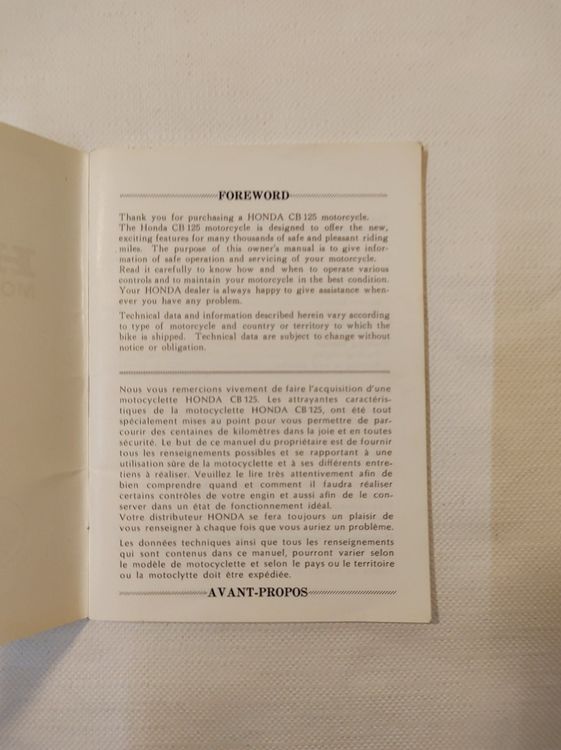 FOREWORD
Thank you for purchasing a HONDA CB 125 motorcycle.
The Honda CB 125 motorcycle is designed to offer the new,
exciting features for many thousands of safe and pleasant riding
miles. The purpose of this owner's manual is to give infor-
mation of safe operation and servicing of your motorcycle.
Read it carefully to know how and when to operate various
controls and to maintain your motorcycle in the best condition.
Your HONDA dealer is always happy to give assistance when-
ever you have any problem.
Technical data and information described herein vary according
to type of motorcycle and country or territory to which the
bike is shipped. Technical data are subject to change without
notice or obligation.
Nous vous remercions vivement de faire l'acquisition d'une
motocyclette HONDA CB 125. Les attrayantes caractéris-
tiques de la motocyclette HONDA CB 125, ont été tout
spécialement mises au point pour vous permettre de par-
courir des centaines de kilomètres dans la joie et en toutes
sécurité. Le but de ce manuel du propriétaire est de fournir
tous les renseignements possibles et se rapportant à une
utilisation sûre de la motocyclette et à ses différents entre-
tiens à réaliser. Veuillez le lire très attentivement afin de
bien comprendre quand et comment il faudra réaliser
certains contrôles de votre engin et aussi afin de le con-
server dans un état de fonctionnement idéal.
Votre distributeur HONDA se fera toujours un plaisir de
vous renseigner à chaque fois que vous auriez un problème.
Les données techniques ainsi que tous les renseignements
qui sont contenus dans ce manuel, pourront varier selon
le modèle de motocyclette et selon le pays ou le territoire
ou la motoclytte doit être expédiée.
AVANT-PROPOS